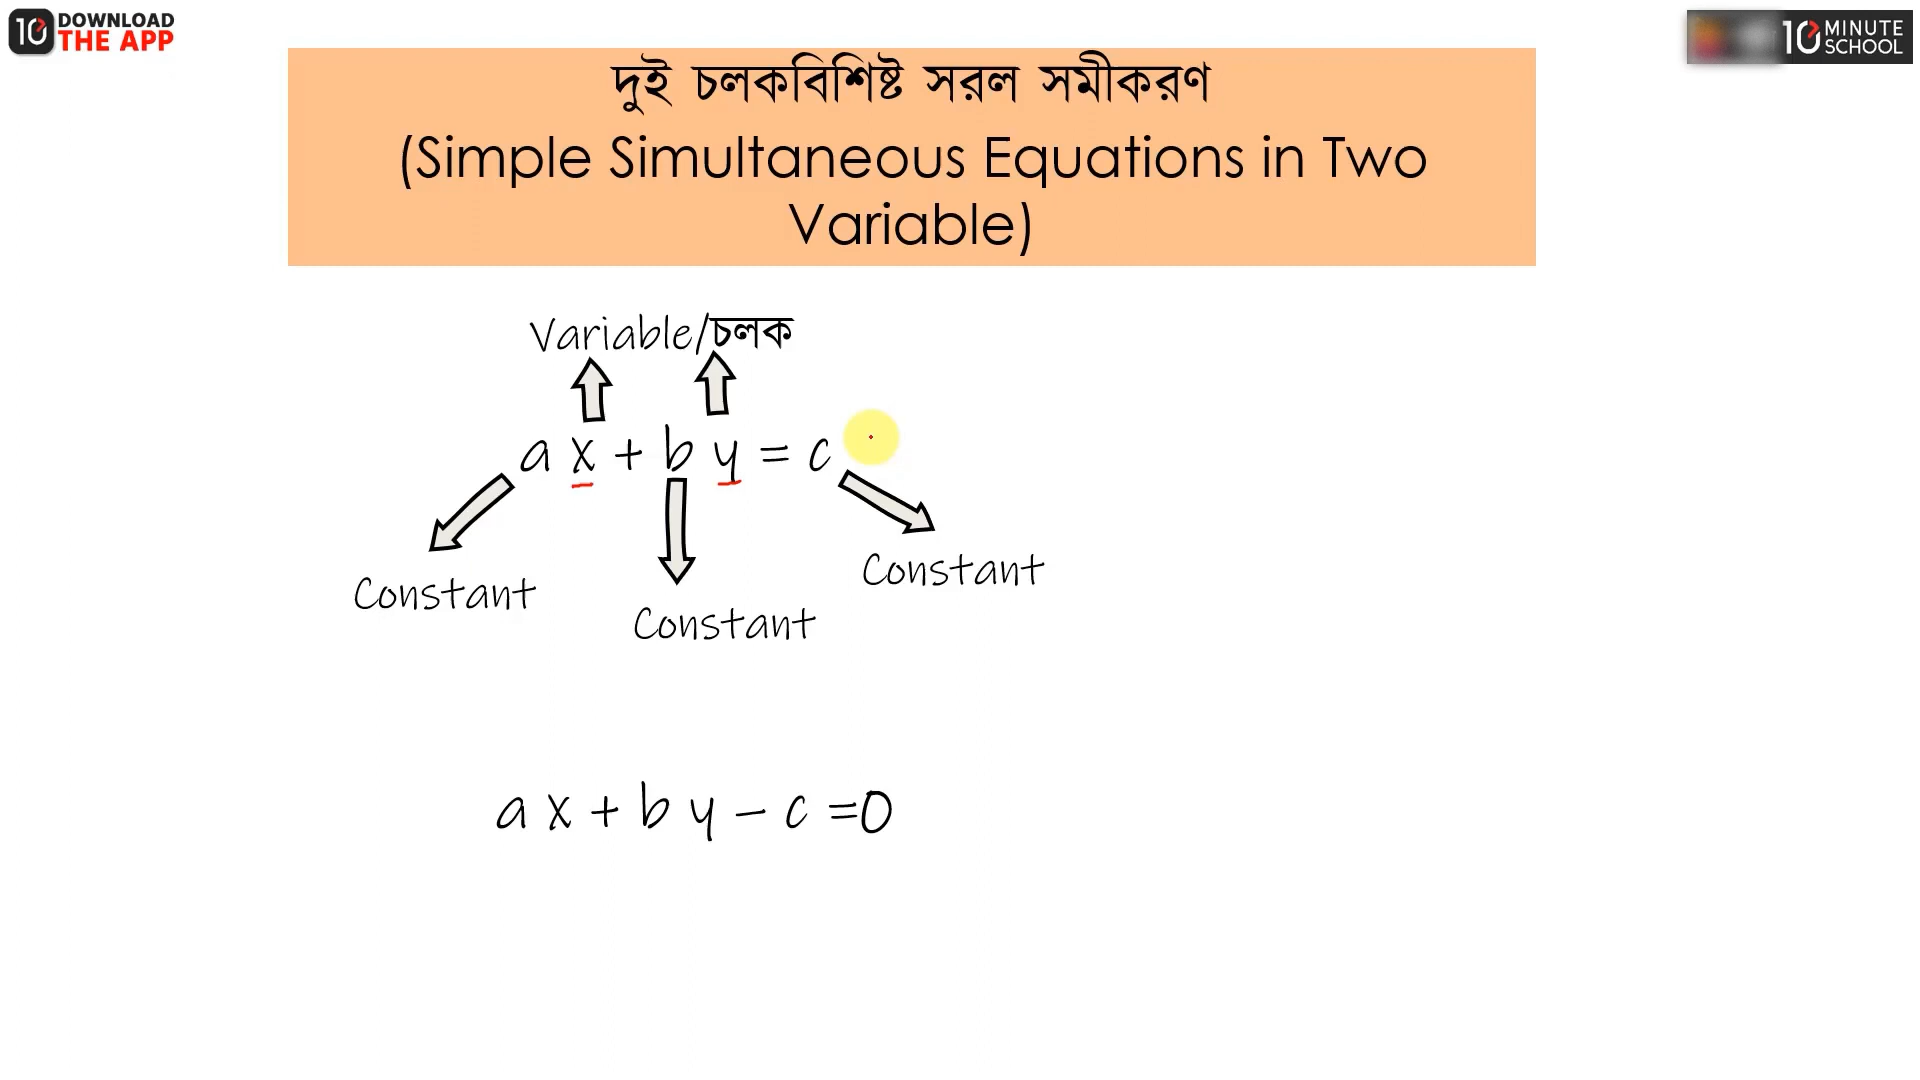 10 DOWNLOAD
THE APP
10 MINUTE
SCHOOL
দুই চলকবিশিষ্ট সরল সমীকরণ
(Simple Simultaneous Equations in Two
Variable)
Variable/চলক
a x + b y = c
Constant
Constant
Constant
a x + b y - c =0